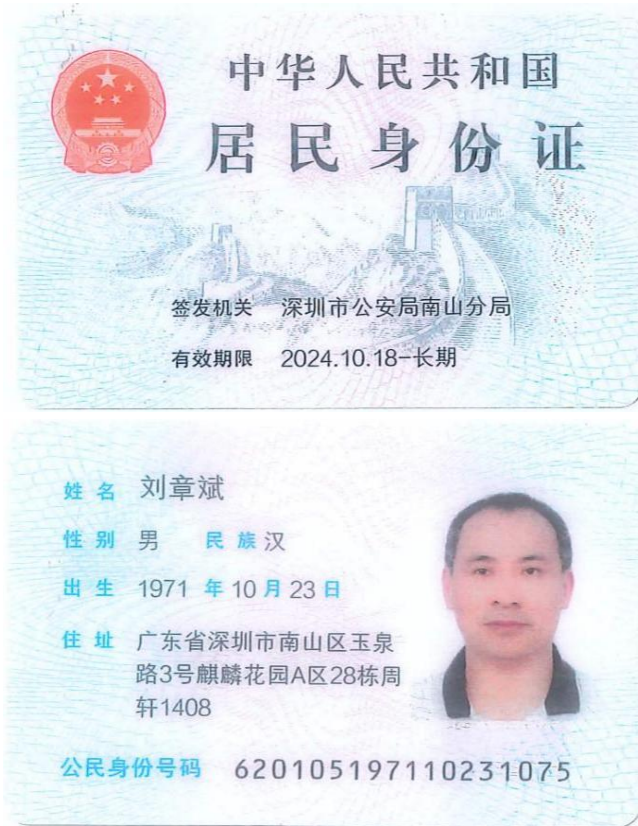 中华人民共和国
居民身份证
签发机关 深圳市公安局南山分局
有效期限 2024.10.18-长期
姓名 刘章斌
性别 男 民族 汉
出生 1971 年 10 月 23 日
住址 广东省深圳市南山区玉泉
路3号麒麟花园A区28栋周
轩1408
公民身份号码 620105197110231075